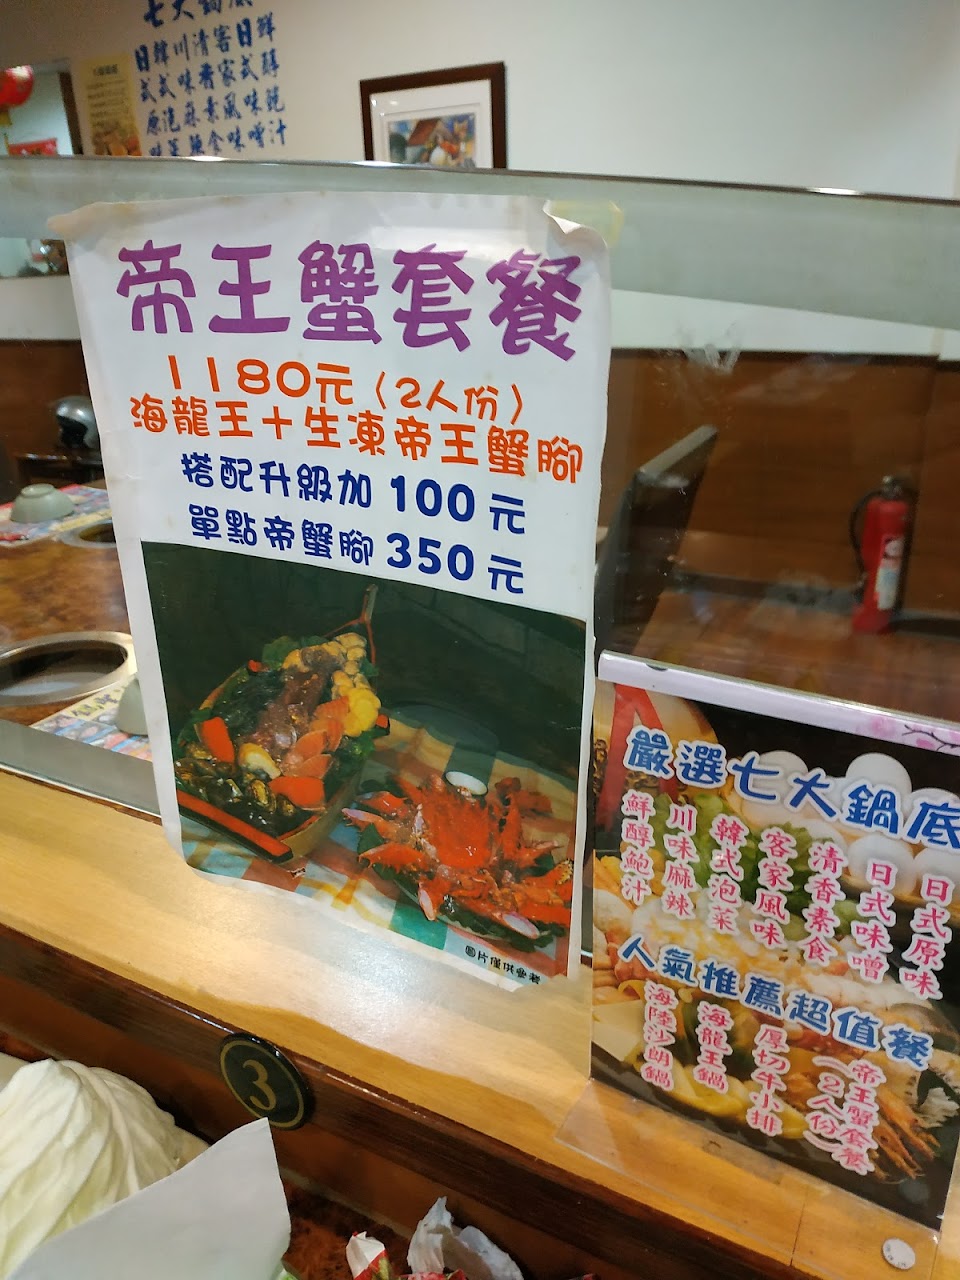 七大鍋底
日式原味
韓式泡菜
川味麻辣
清香素食
客家風味
日式味噌
鮮醇鮑汁
帝王蟹套餐
1180元（2人份）
海龍王＋生凍帝王蟹腳
搭配升級加 100 元
單點帝蟹腳 350 元
圖片僅供參考
嚴選七大鍋底
日式原味
日式味噌
清香素食
客家風味
韓式泡菜
川味麻辣
鮮醇鮑汁
人氣推薦超值餐
帝王蟹套餐
（2人份）
厚切牛小排
海龍王鍋
海陸沙朗鍋
3